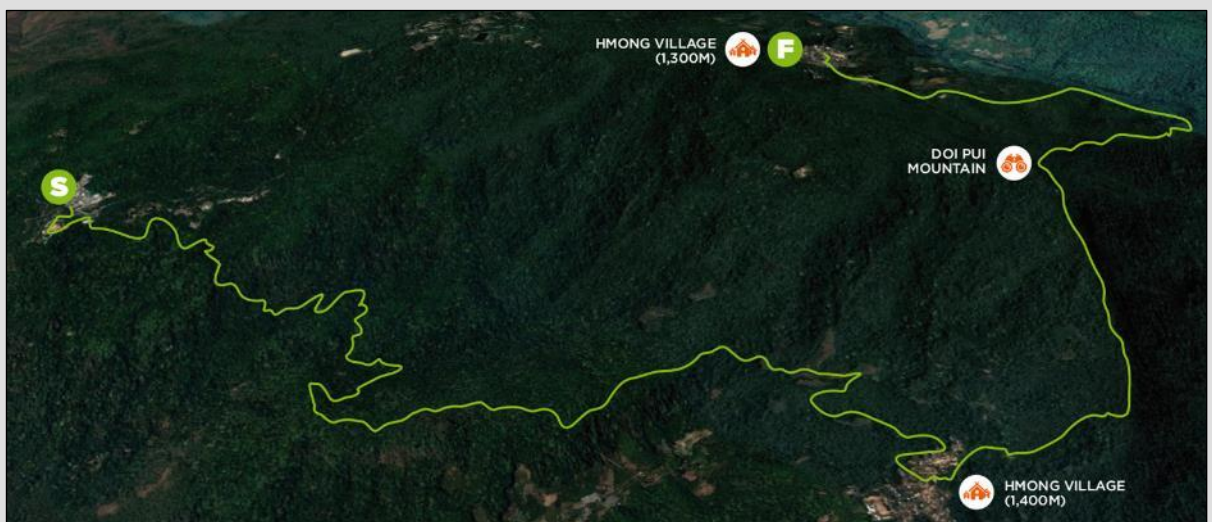 HMONG VILLAGE
(1,300M)
F
DOI PUI
MOUNTAIN
S
HMONG VILLAGE
(1,400M)